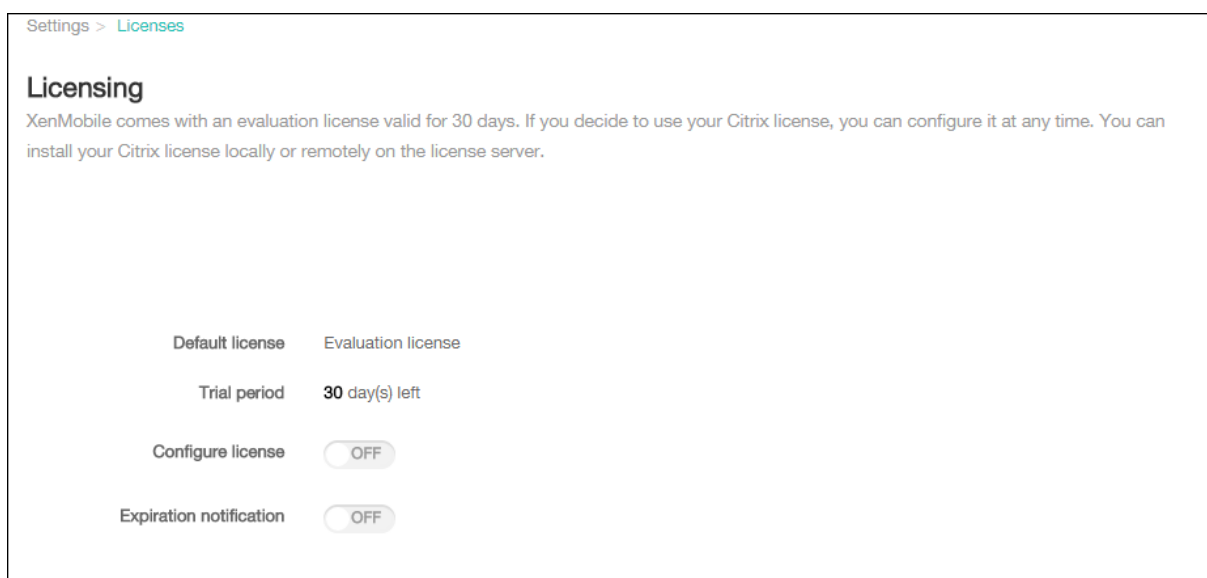 Settings > Licenses
Licensing
XenMobile comes with an evaluation license valid for 30 days. If you decide to use your Citrix license, you can configure it at any time. You can
install your Citrix license locally or remotely on the license server.
Default license Evaluation license
Trial period 30 day(s) left
Configure license OFF
Expiration notification OFF